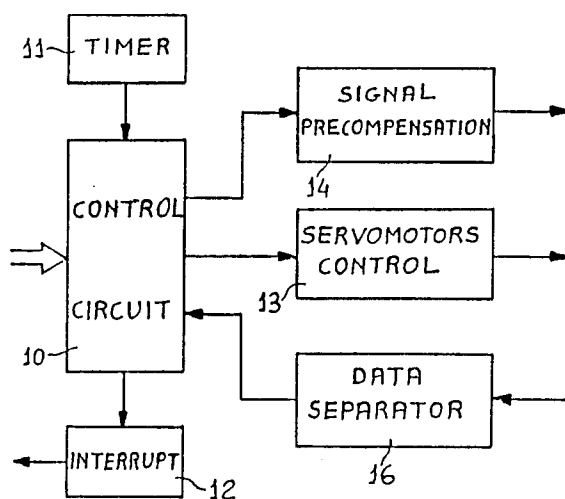 11
TIMER
SIGNAL
PRECOMPENSATION
14
CONTROL
CIRCUIT
10
SERVOMOTORS
CONTROL
13
DATA
SEPARATOR
16
INTERRUPT
12